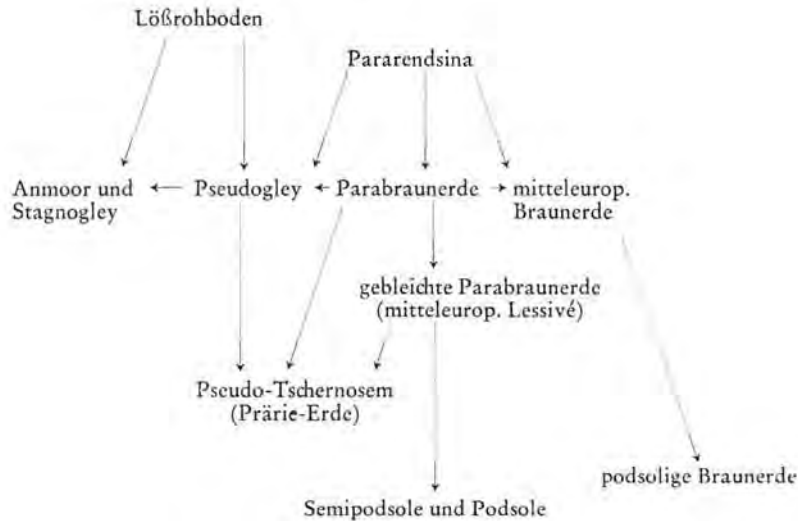 Lößrohboden
Pararendsina
Anmoor und
Stagnogley
Pseudogley
Parabraunerde
mitteleurop.
Braunerde
gebleichte Parabraunerde
(mitteleurop. Lessivé)
Pseudo-Tschernosem
(Prärie-Erde)
podsolige Braunerde
Semipodsole und Podsole